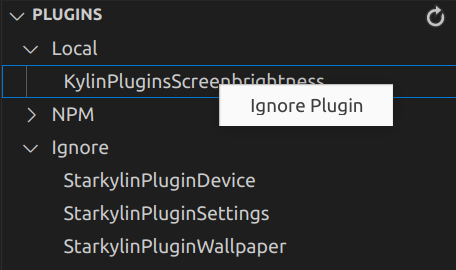 PLUGINS
Local
KylinPluginsScreenbrightness
Ignore Plugin
NPM
Ignore
StarkylinPluginDevice
StarkylinPluginSettings
StarkylinPluginWallpaper